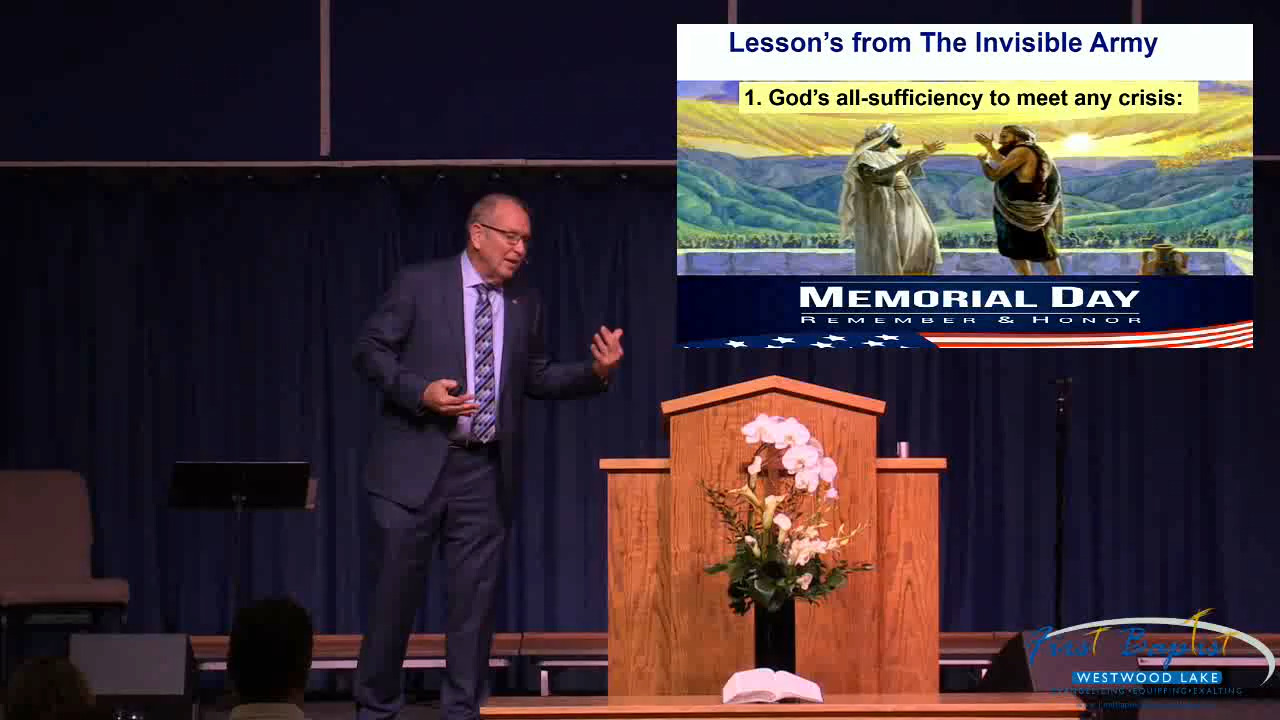 Lesson’s from The Invisible Army
1. God’s all-sufficiency to meet any crisis:
MEMORIAL DAY
REMEMBER & HONOR
First Baptist
WESTWOOD LAKE
EVANGELIZING•EQUIPPING•EXALTING